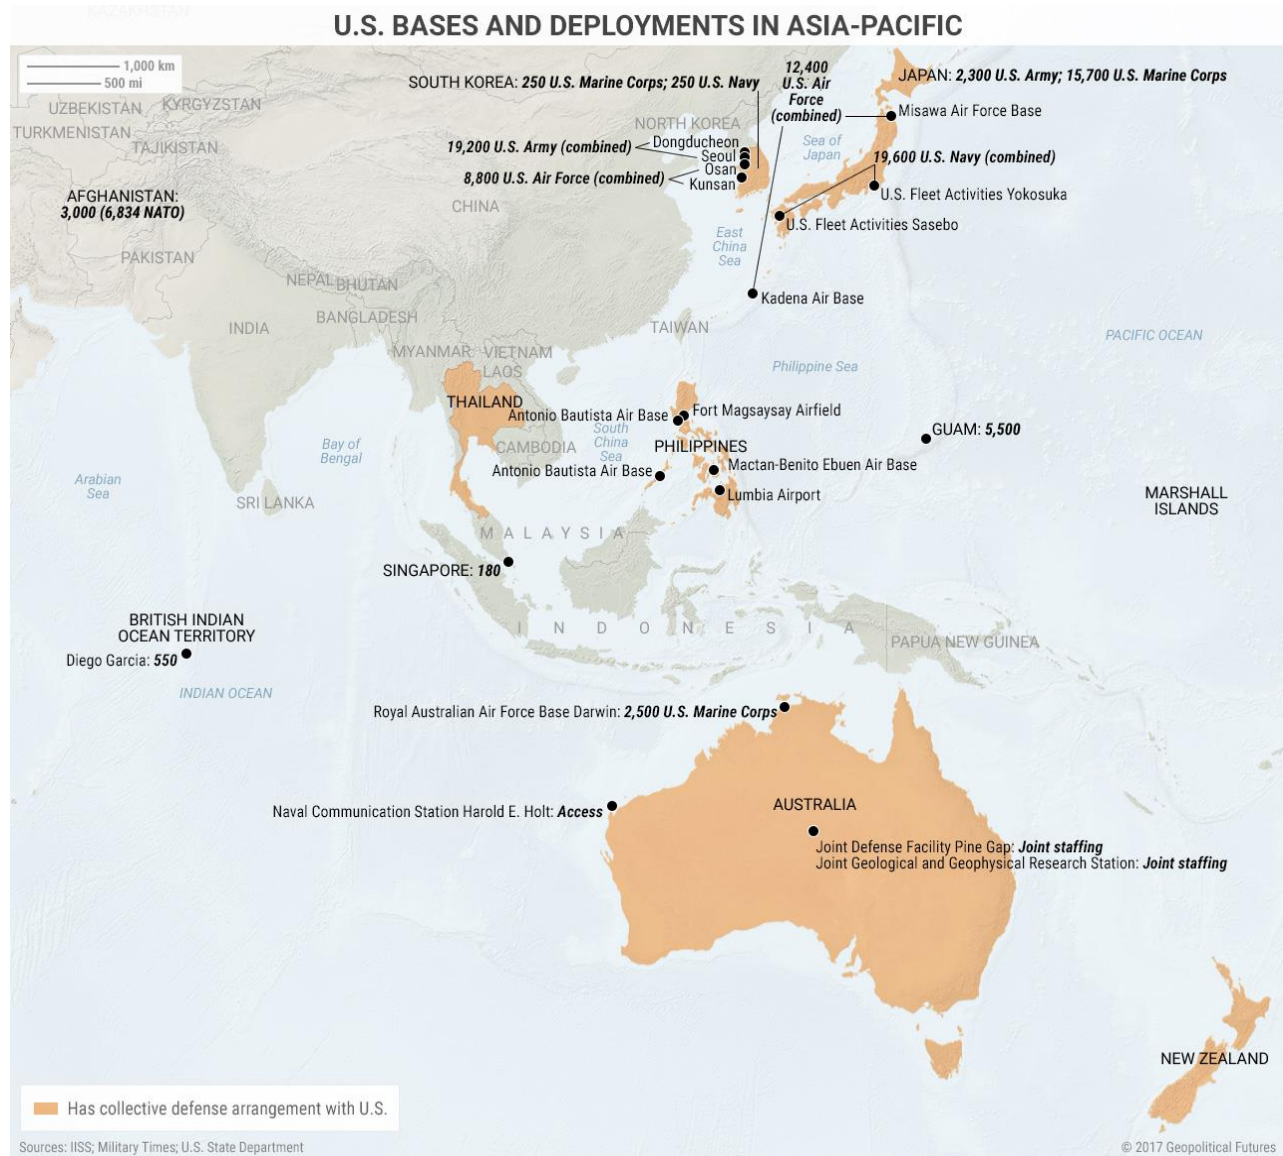 KAZAKHSTAN
U.S. BASES AND DEPLOYMENTS IN ASIA-PACIFIC
1,000 km
500 mi
SOUTH KOREA: 250 U.S. Marine Corps; 250 U.S. Navy
12,400
U.S. Air
Force
(combined)
JAPAN: 2,300 U.S. Army; 15,700 U.S. Marine Corps
Misawa Air Force Base
UZBEKISTAN
KYRGYZSTAN
TURKMENISTAN
TAJIKISTAN
NORTH KOREA
Sea of
Japan
19,200 U.S. Army (combined)
Dongducheon
Seoul
Osan
Kunsan
8,800 U.S. Air Force (combined)
19,600 U.S. Navy (combined)
U.S. Fleet Activities Yokosuka
U.S. Fleet Activities Sasebo
AFGHANISTAN:
3,000 (6,834 NATO)
CHINA
East
China
Sea
PAKISTAN
NEPAL
BHUTAN
Kadena Air Base
BANGLADESH
INDIA
TAIWAN
PACIFIC OCEAN
MYANMAR
VIETNAM
LAOS
Philippine Sea
THAILAND
Antonio Bautista Air Base
Fort Magsaysay Airfield
GUAM: 5,500
South
China
Sea
PHILIPPINES
CAMBODIA
Bay of
Bengal
Antonio Bautista Air Base
Mactan-Benito Ebuen Air Base
Lumbia Airport
Arabian
Sea
SRI LANKA
MARSHALL
ISLANDS
MALAYSIA
SINGAPORE: 180
BRITISH INDIAN
OCEAN TERRITORY
Diego Garcia: 550
INDONESIA
PAPUA NEW GUINEA
INDIAN OCEAN
Royal Australian Air Force Base Darwin: 2,500 U.S. Marine Corps
Naval Communication Station Harold E. Holt: Access
AUSTRALIA
Joint Defense Facility Pine Gap: Joint staffing
Joint Geological and Geophysical Research Station: Joint staffing
NEW ZEALAND
Has collective defense arrangement with U.S.
Sources: IISS; Military Times; U.S. State Department
© 2017 Geopolitical Futures